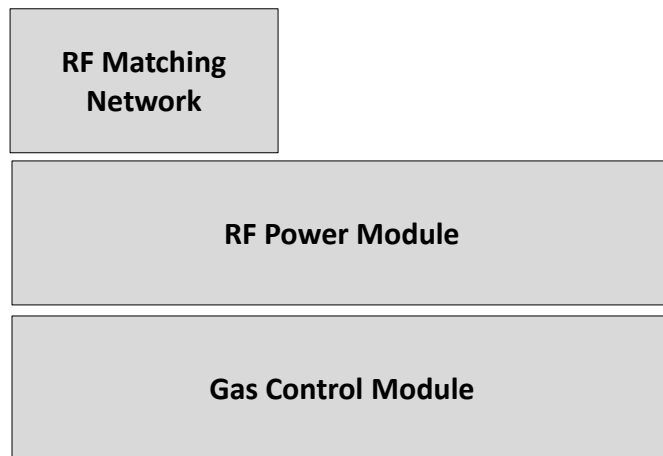 RF Matching
Network
RF Power Module
Gas Control Module